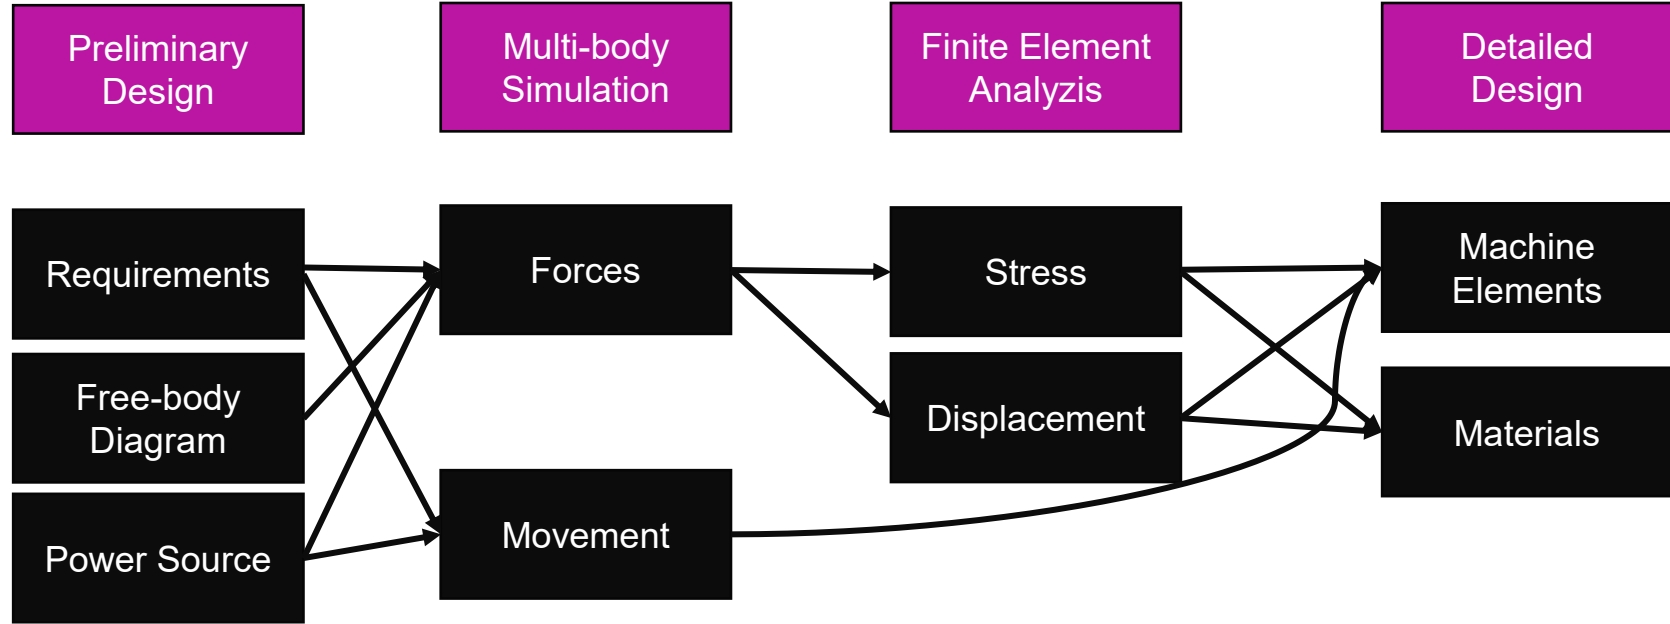 Preliminary
Design
Multi-body
Simulation
Finite Element
Analyzis
Detailed
Design
Requirements
Free-body
Diagram
Power Source
Forces
Movement
Stress
Displacement
Machine
Elements
Materials